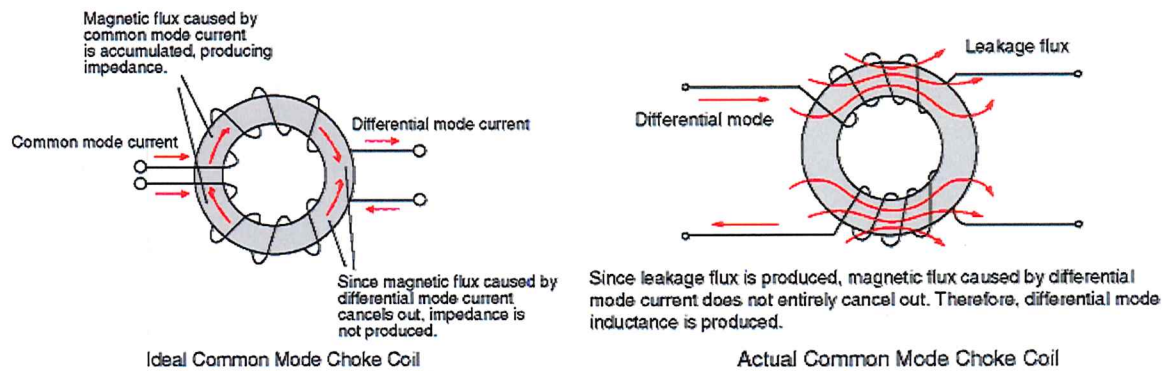 Magnetic flux caused by
common mode current
is accumulated, producing
impedance.
Common mode current
Differential mode current
Since magnetic flux caused by
differential mode current
cancels out, impedance is
not produced.
Ideal Common Mode Choke Coil
Leakage flux
Differential mode
Since leakage flux is produced, magnetic flux caused by differential
mode current does not entirely cancel out. Therefore, differential mode
inductance is produced.
Actual Common Mode Choke Coil